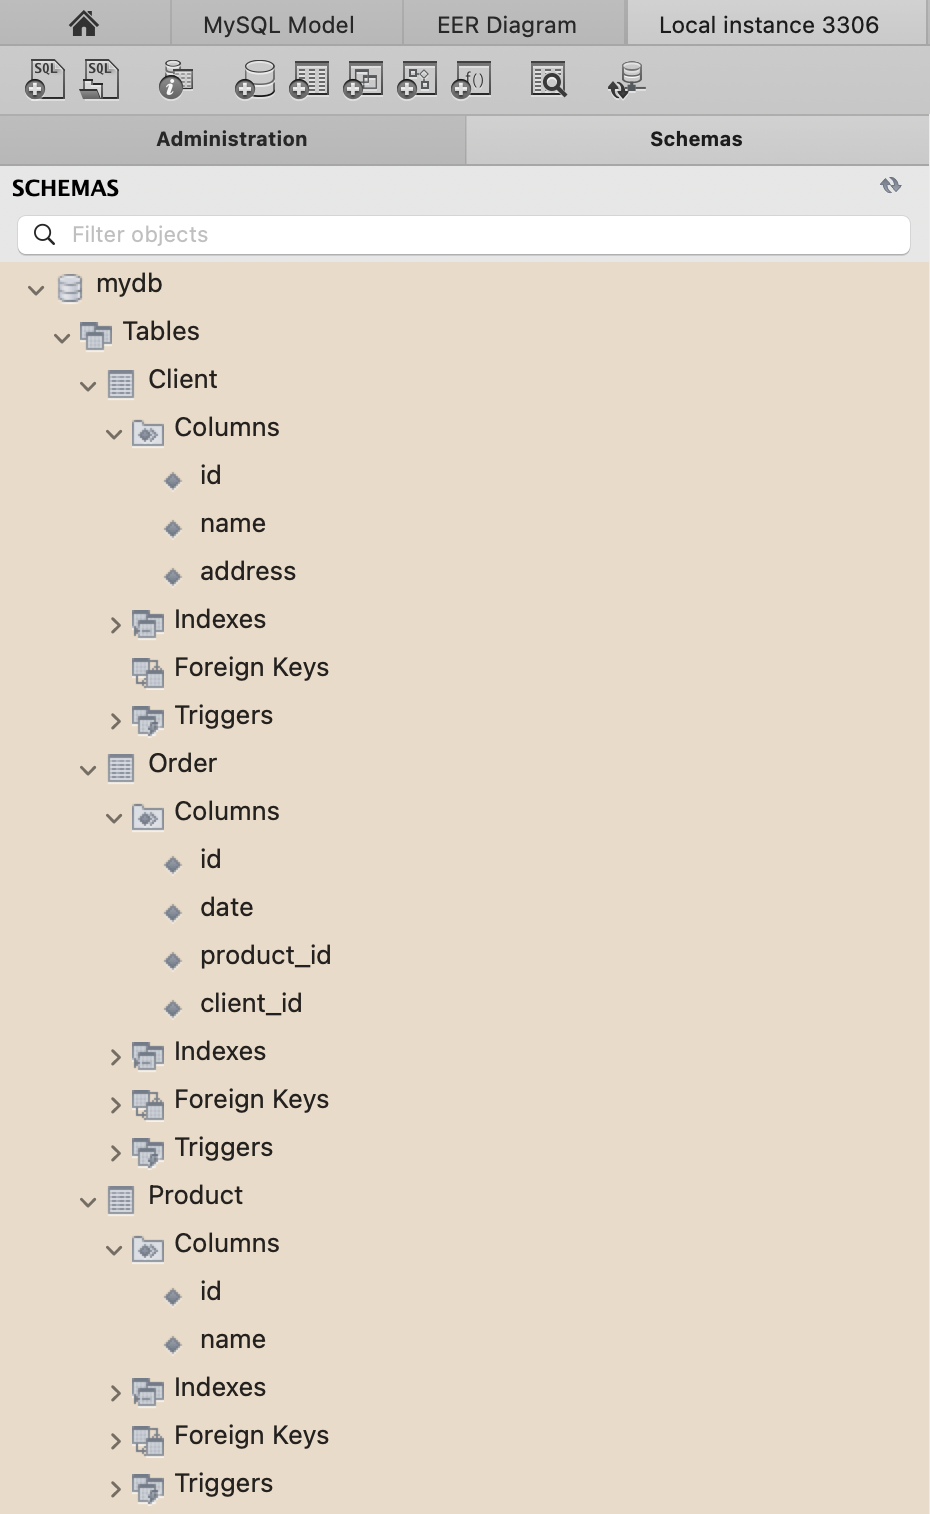 MySQL Model EER Diagram Local instance 3306
SQL SQL
Administration Schemas
SCHEMAS
Filter objects
mydb
Tables
Client
Columns
id
name
address
Indexes
Foreign Keys
Triggers
Order
Columns
id
date
product_id
client_id
Indexes
Foreign Keys
Triggers
Product
Columns
id
name
Indexes
Foreign Keys
Triggers